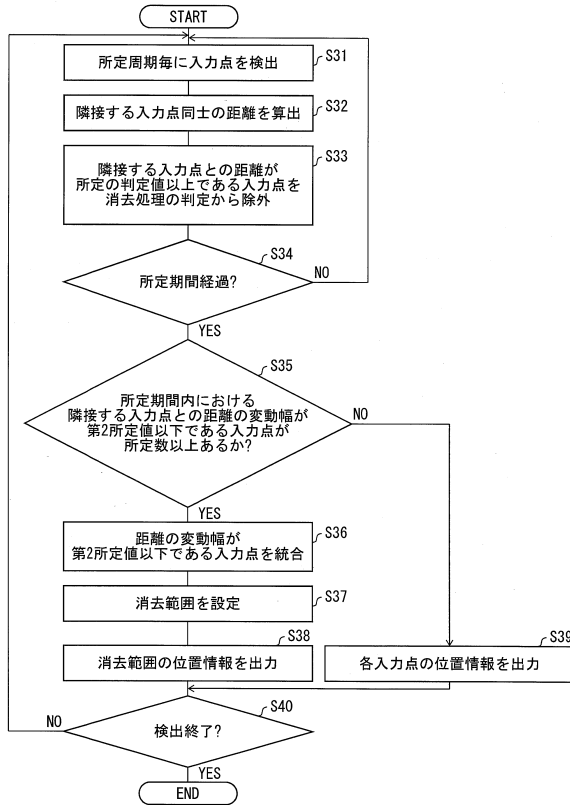 START
所定周期毎に入力点を検出
S31
隣接する入力点同士の距離を算出
S32
隣接する入力点との距離が
所定の判定値以上である入力点を
消去処理の判定から除外
S33
所定期間経過?
S34
NO
YES
所定期間内における
隣接する入力点との距離の変動幅が
第2所定値以下である入力点が
所定数以上あるか?
S35
NO
YES
距離の変動幅が
第2所定値以下である入力点を統合
S36
消去範囲を設定
S37
消去範囲の位置情報を出力
S38
各入力点の位置情報を出力
S39
検出終了?
S40
NO
YES
END